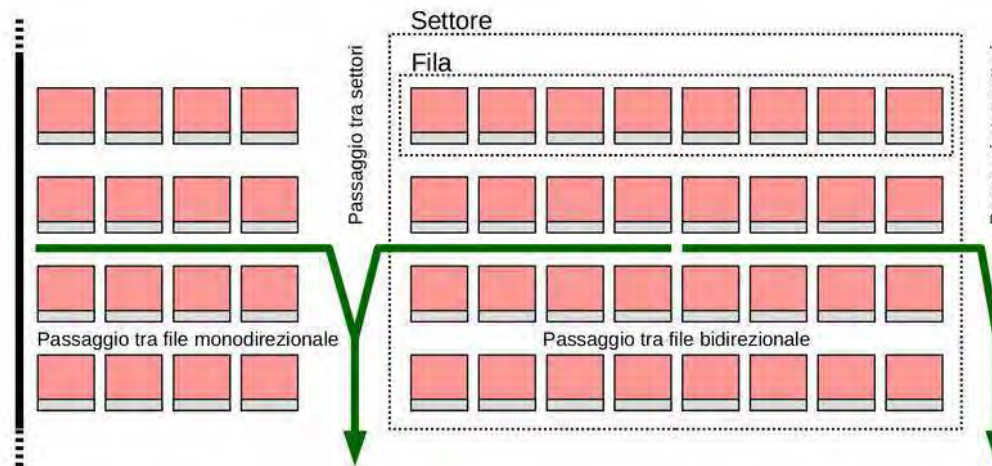 Settore
Fila
Passaggio tra settori
Passaggio tra file monodirezionale
Passaggio tra file bidirezionale